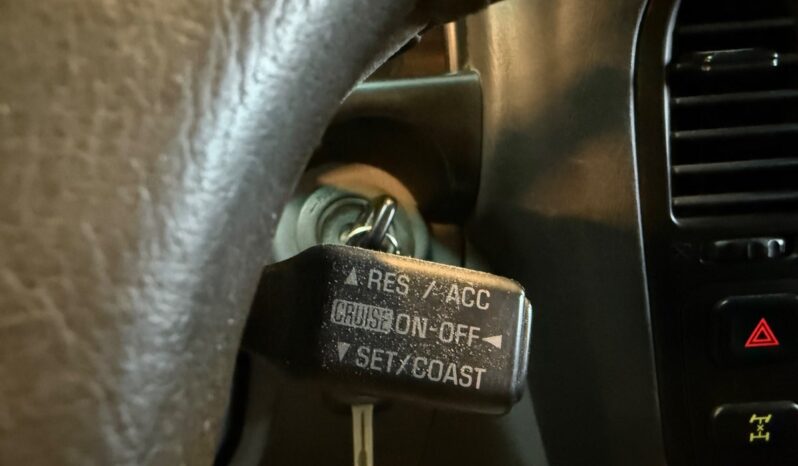 ▲ RES / ACC
CRUISE ON-OFF ◄
▼ SET/COAST